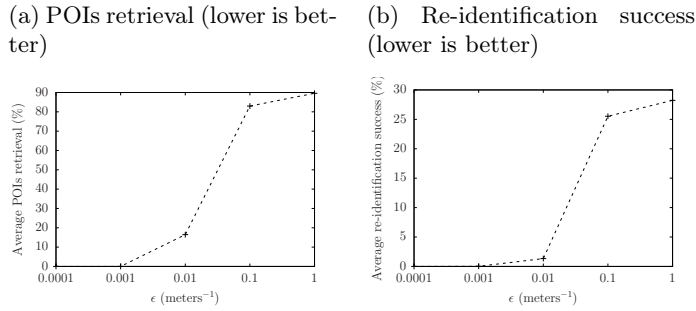 (a) POIs retrieval (lower is bet-
ter)
(b) Re-identification success
(lower is better)
90
80
70
60
50
40
30
20
10
0
0.0001 0.001 0.01 0.1 1
Average POIs retrieval (%)
ϵ (meters⁻¹)
30
25
20
15
10
5
0
0.0001 0.001 0.01 0.1 1
Average re-identification success (%)
ϵ (meters⁻¹)